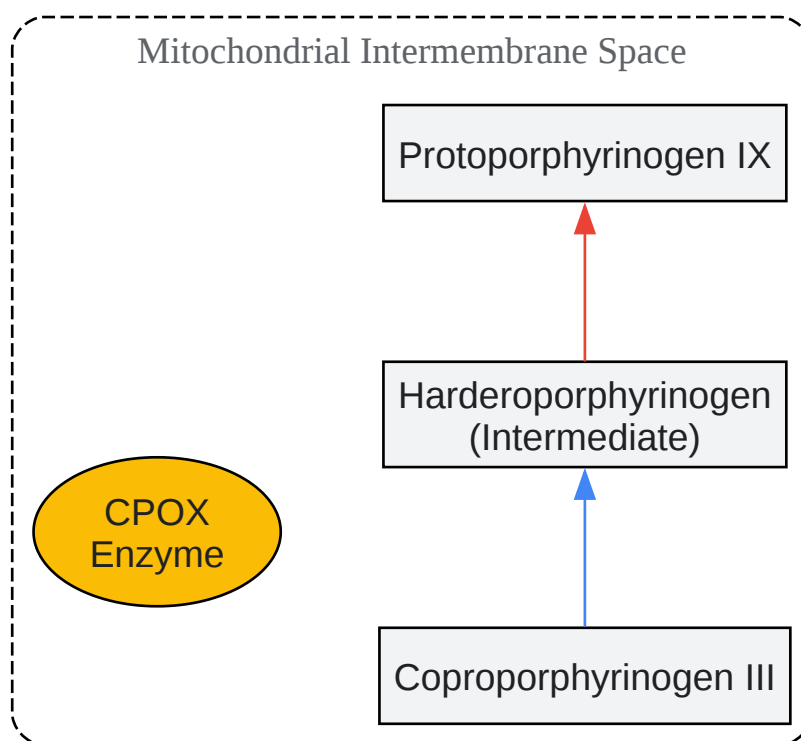 Mitochondrial Intermembrane Space
Protoporphyrinogen IX
Harderoporphyrinogen
(Intermediate)
CPOX
Enzyme
Coproporphyrinogen III